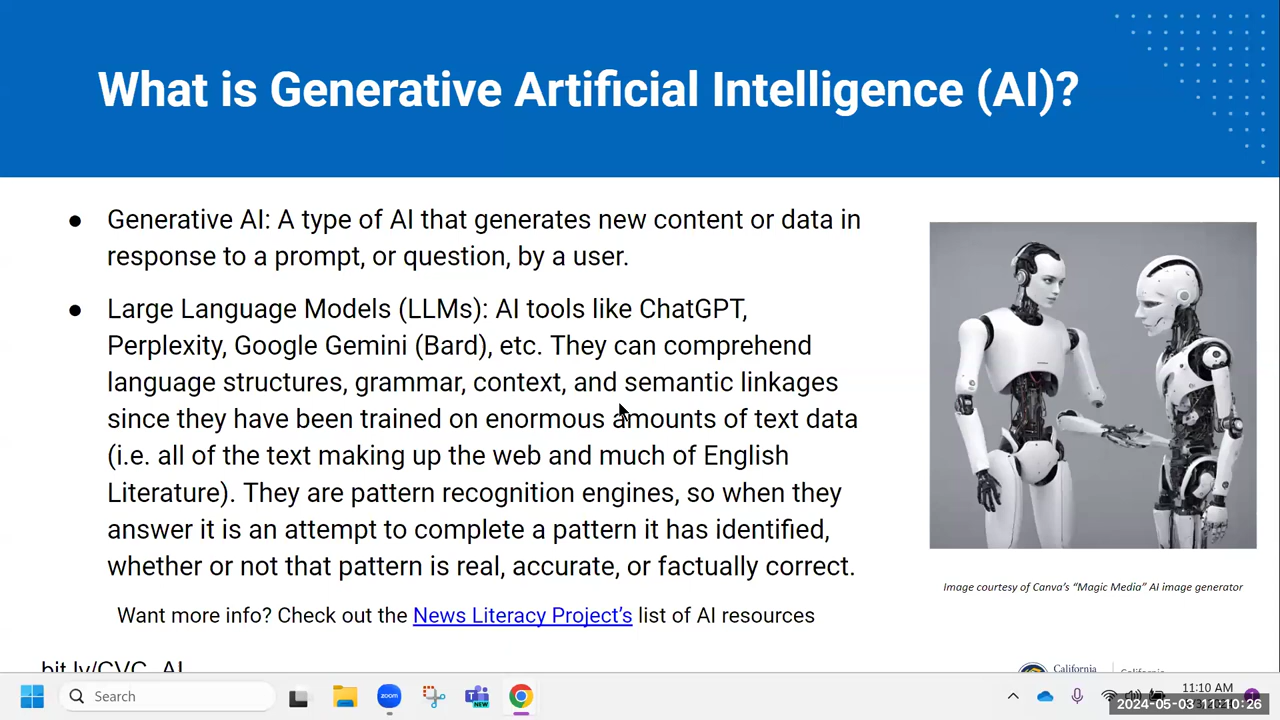 What is Generative Artificial Intelligence (AI)?
● Generative AI: A type of AI that generates new content or data in
response to a prompt, or question, by a user.
● Large Language Models (LLMs): AI tools like ChatGPT,
Perplexity, Google Gemini (Bard), etc. They can comprehend
language structures, grammar, context, and semantic linkages
since they have been trained on enormous amounts of text data
(i.e. all of the text making up the web and much of English
Literature). They are pattern recognition engines, so when they
answer it is an attempt to complete a pattern it has identified,
whether or not that pattern is real, accurate, or factually correct.
Image courtesy of Canva's “Magic Media” AI image generator
Want more info? Check out the News Literacy Project's list of AI resources
bit.ly/CVC_AI
California
California
Search
zoom
NEW
11:10 AM
2024-05-03 11:10:26